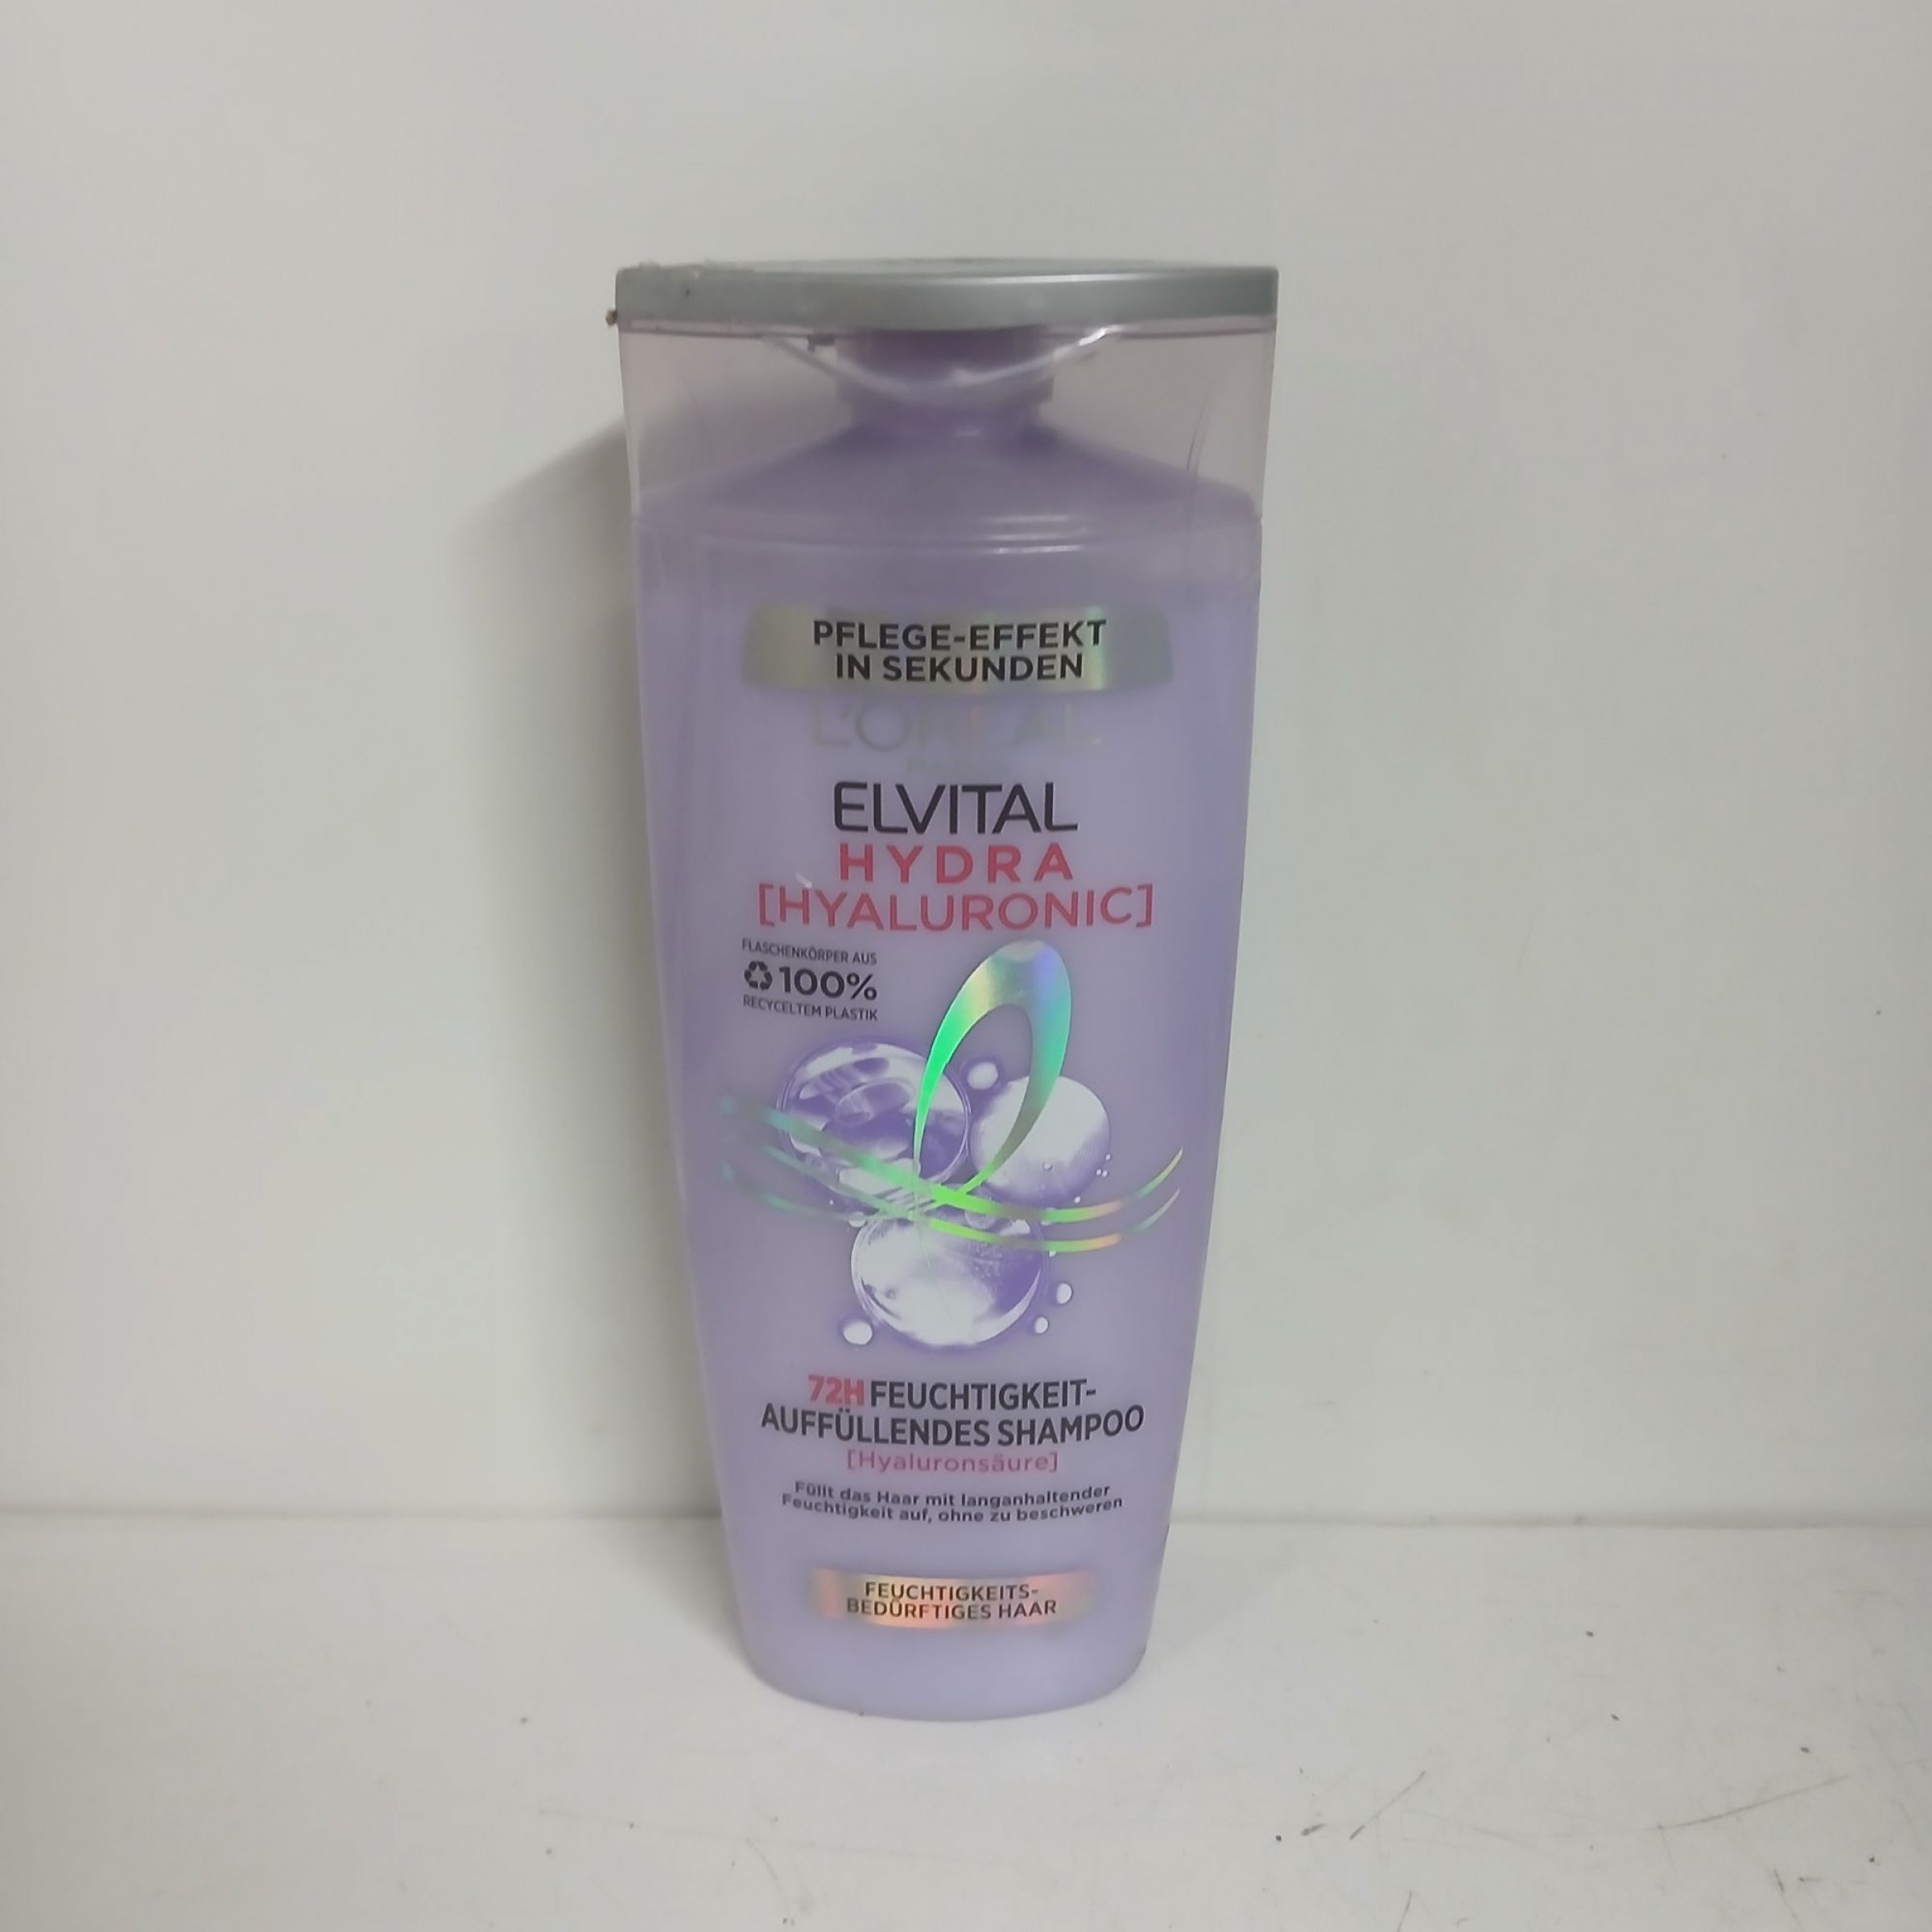 PFLEGE-EFFEKT
IN SEKUNDEN
L'ORÉAL
PARIS
ELVITAL
HYDRA
[HYALURONIC]
FLASCHENKÖRPER AUS
100%
RECYCELTEM PLASTIK
72H FEUCHTIGKEIT-
AUFFÜLLENDES SHAMPOO
[Hyaluronsäure]
Füllt das Haar mit langanhaltender
Feuchtigkeit auf, ohne zu beschweren
FEUCHTIGKEITS-
BEDÜRFTIGES HAAR